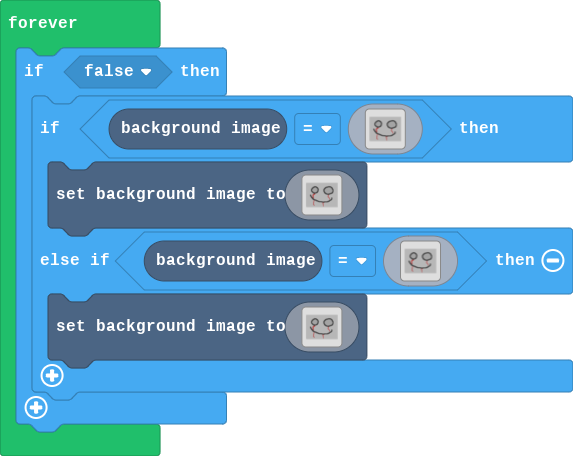 forever
if false then
if background image = then
set background image to
else if background image = then
set background image to